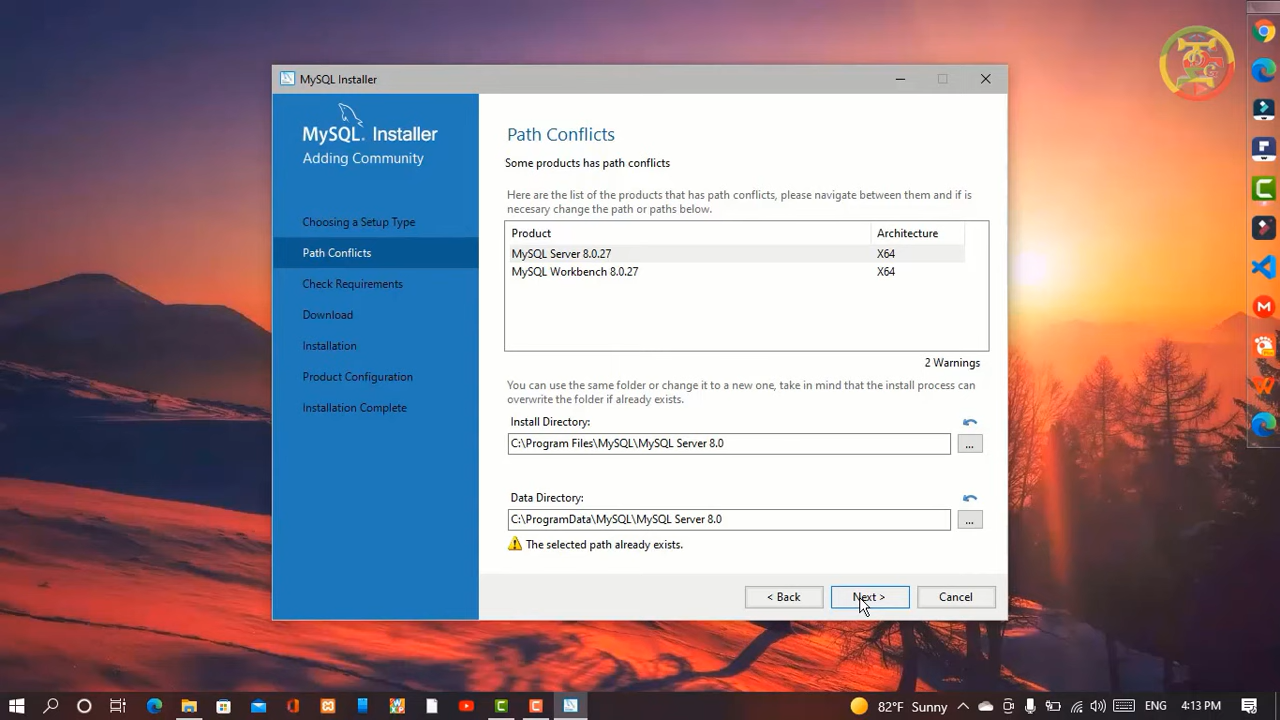 MySQL Installer
MySQL. Installer
Adding Community
Choosing a Setup Type
Path Conflicts
Check Requirements
Download
Installation
Product Configuration
Installation Complete
Path Conflicts
Some products has path conflicts
Here are the list of the products that has path conflicts, please navigate between them and if is
necesary change the path or paths below.
Product Architecture
MySQL Server 8.0.27 X64
MySQL Workbench 8.0.27 X64
2 Warnings
You can use the same folder or change it to a new one, take in mind that the install process can
overwrite the folder if already exists.
Install Directory:
C:\Program Files\MySQL\MySQL Server 8.0
...
Data Directory:
C:\ProgramData\MySQL\MySQL Server 8.0
...
The selected path already exists.
< Back Next > Cancel
82°F Sunny ENG 4:13 PM